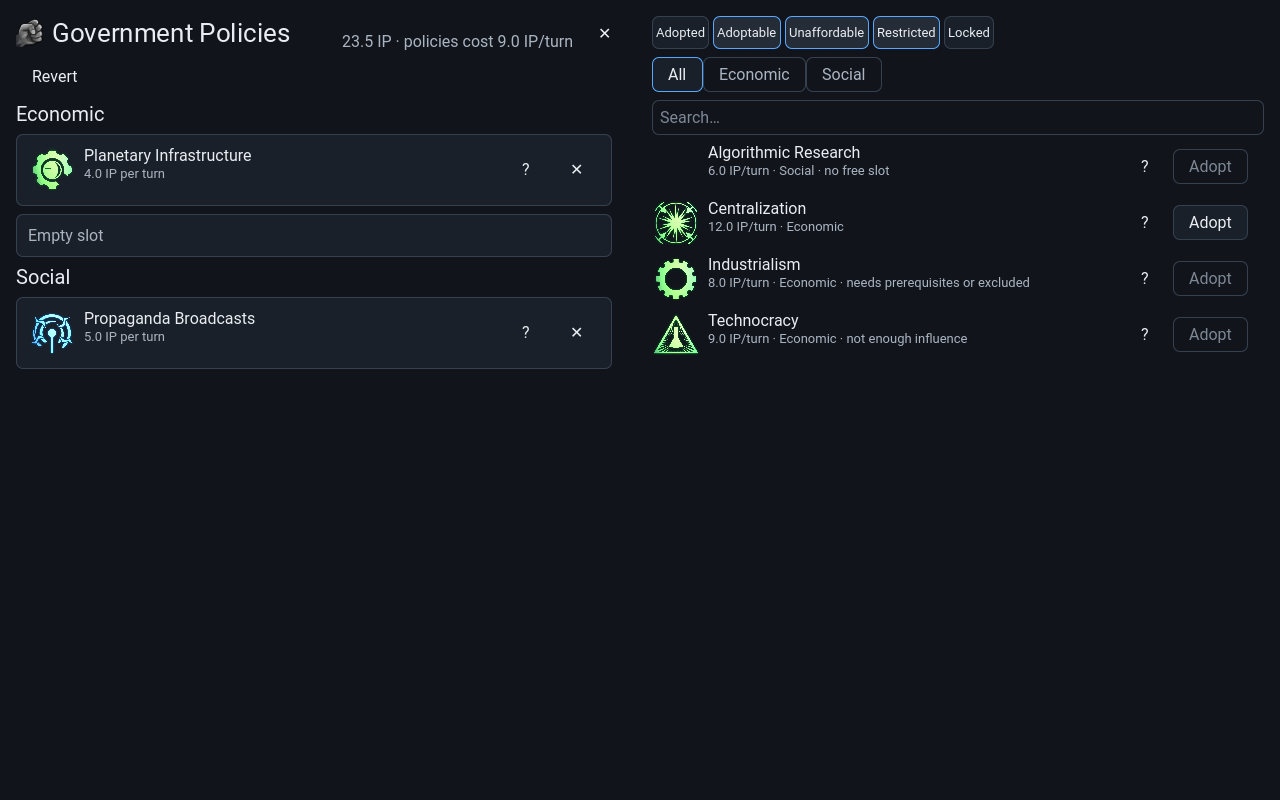 Government Policies
23.5 IP · policies cost 9.0 IP/turn
×
Revert
Economic
Planetary Infrastructure
4.0 IP per turn
?
×
Empty slot
Social
Propaganda Broadcasts
5.0 IP per turn
?
×
Adopted
Adoptable
Unaffordable
Restricted
Locked
All
Economic
Social
Search…
Algorithmic Research
6.0 IP/turn · Social · no free slot
?
Adopt
Centralization
12.0 IP/turn · Economic
?
Adopt
Industrialism
8.0 IP/turn · Economic · needs prerequisites or excluded
?
Adopt
Technocracy
9.0 IP/turn · Economic · not enough influence
?
Adopt